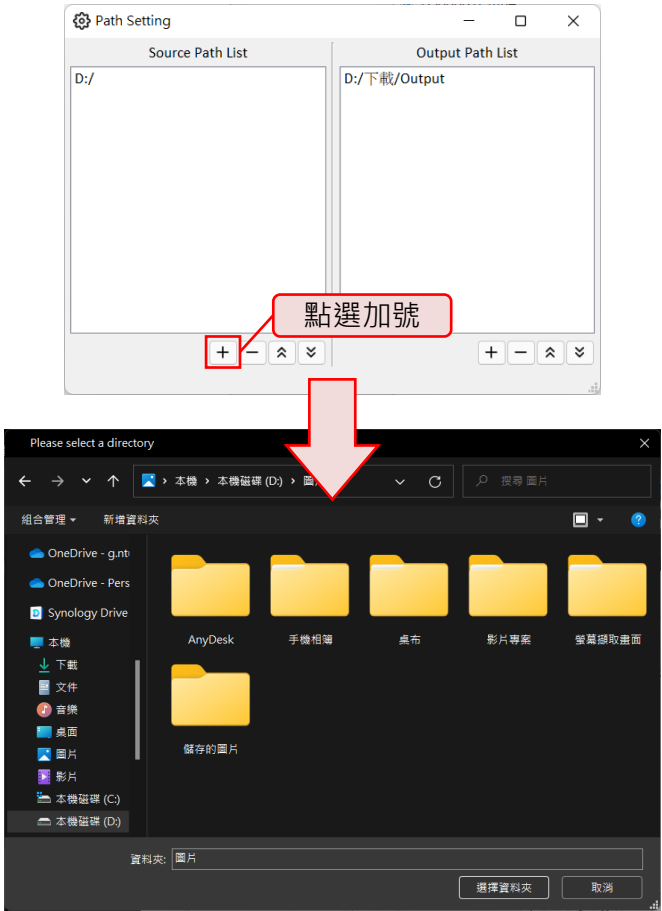 Path Setting
Source Path List
Output Path List
D:/
D:/下載/Output
點選加號
Please select a directory
本機 › 本機磁碟 (D:) ›
搜尋 圖片
組合管理
新增資料夾
OneDrive - g.nt
OneDrive - Pers
Synology Drive
本機
下載
文件
音樂
桌面
圖片
影片
本機磁碟 (C:)
本機磁碟 (D:)
AnyDesk
手機相簿
桌布
影片專案
螢幕擷取畫面
儲存的圖片
資料夾:
圖片
選擇資料夾
取消